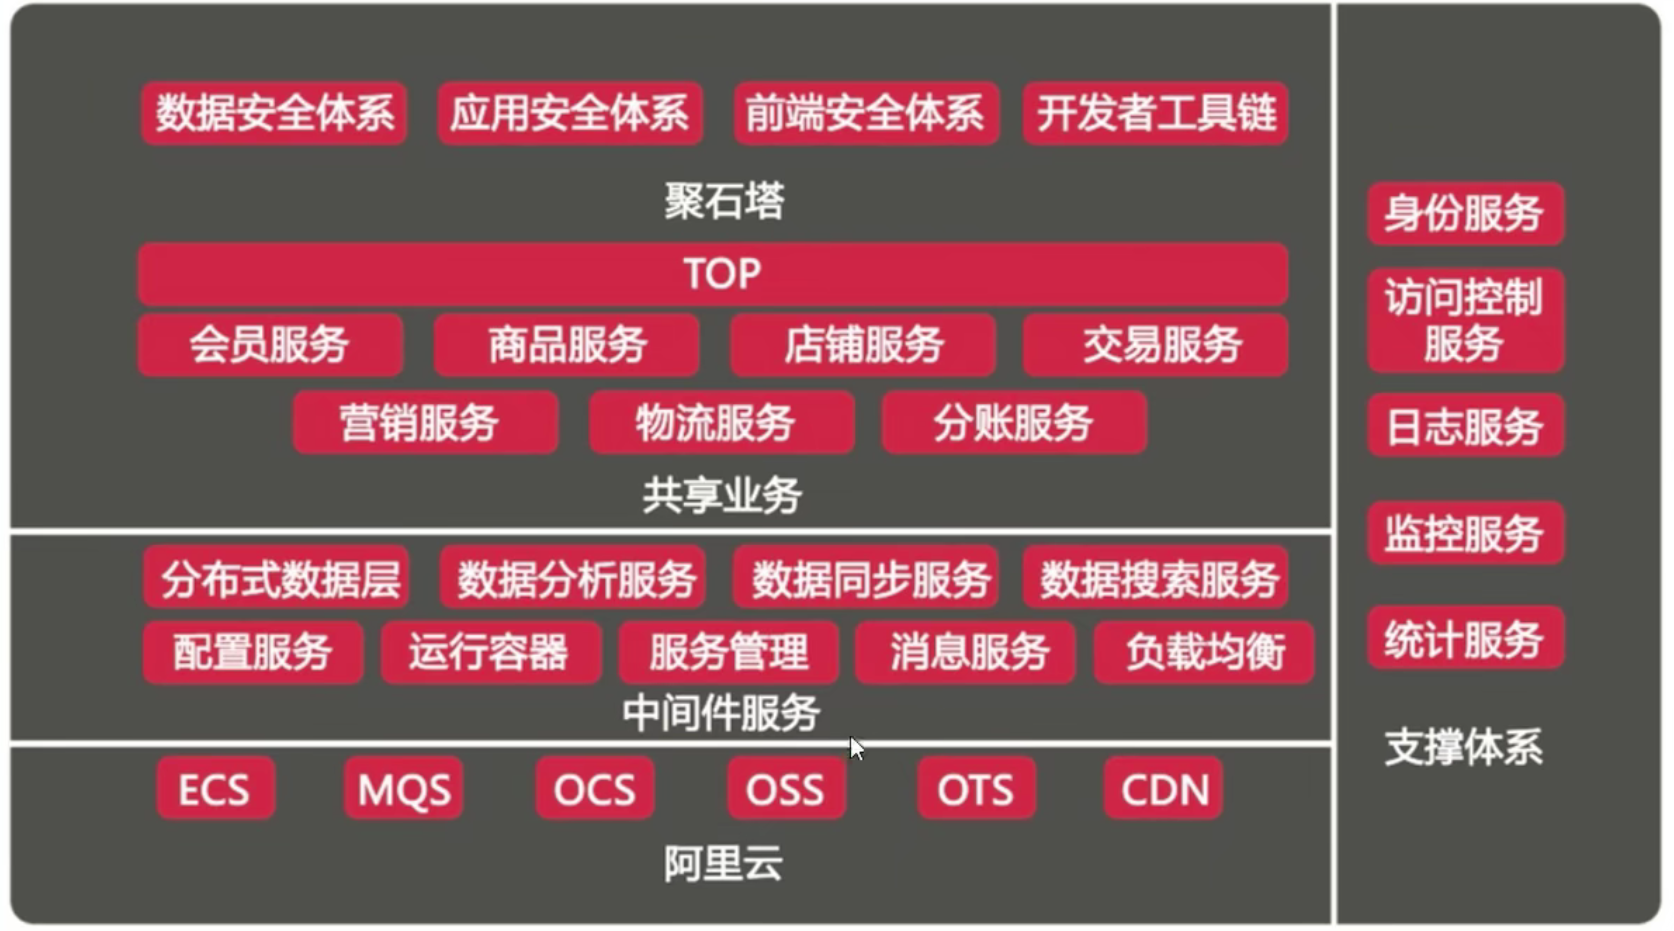 数据安全体系
应用安全体系
前端安全体系
开发者工具链
聚石塔
TOP
会员服务
商品服务
店铺服务
交易服务
营销服务
物流服务
分账服务
共享业务
分布式数据层
数据分析服务
数据同步服务
数据搜索服务
配置服务
运行容器
服务管理
消息服务
负载均衡
中间件服务
ECS
MQS
OCS
OSS
OTS
CDN
阿里云
身份服务
访问控制
服务
日志服务
监控服务
统计服务
支撑体系